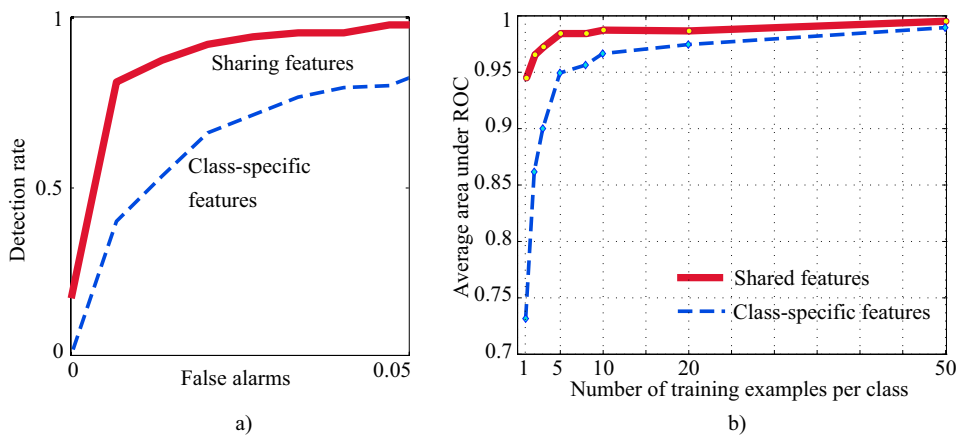 1
0.5
0
Detection rate
Sharing features
Class-specific
features
0
0.05
False alarms
a)
1
0.95
0.9
0.85
0.8
0.75
0.7
Average area under ROC
Shared features
Class-specific features
1
5
10
20
50
Number of training examples per class
b)